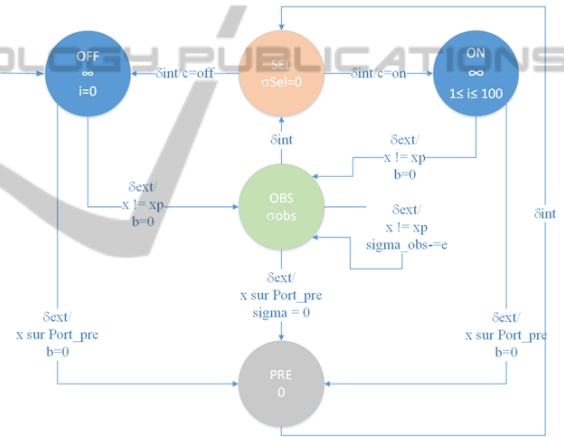 OLOGY PUBLICATIONS
OFF
∞
i=0
SEL
σSel=0
ON
∞
1≤ i≤ 100
δint/c=off
δint/c=on
δint
δext/
x != xp
b=0
δext/
x != xp
b=0
OBS
σobs
δext/
x != xp
sigma_obs-=e
δint
δext/
x sur Port_pre
sigma = 0
δext/
x sur Port_pre
b=0
δext/
x sur Port_pre
b=0
PRE
0